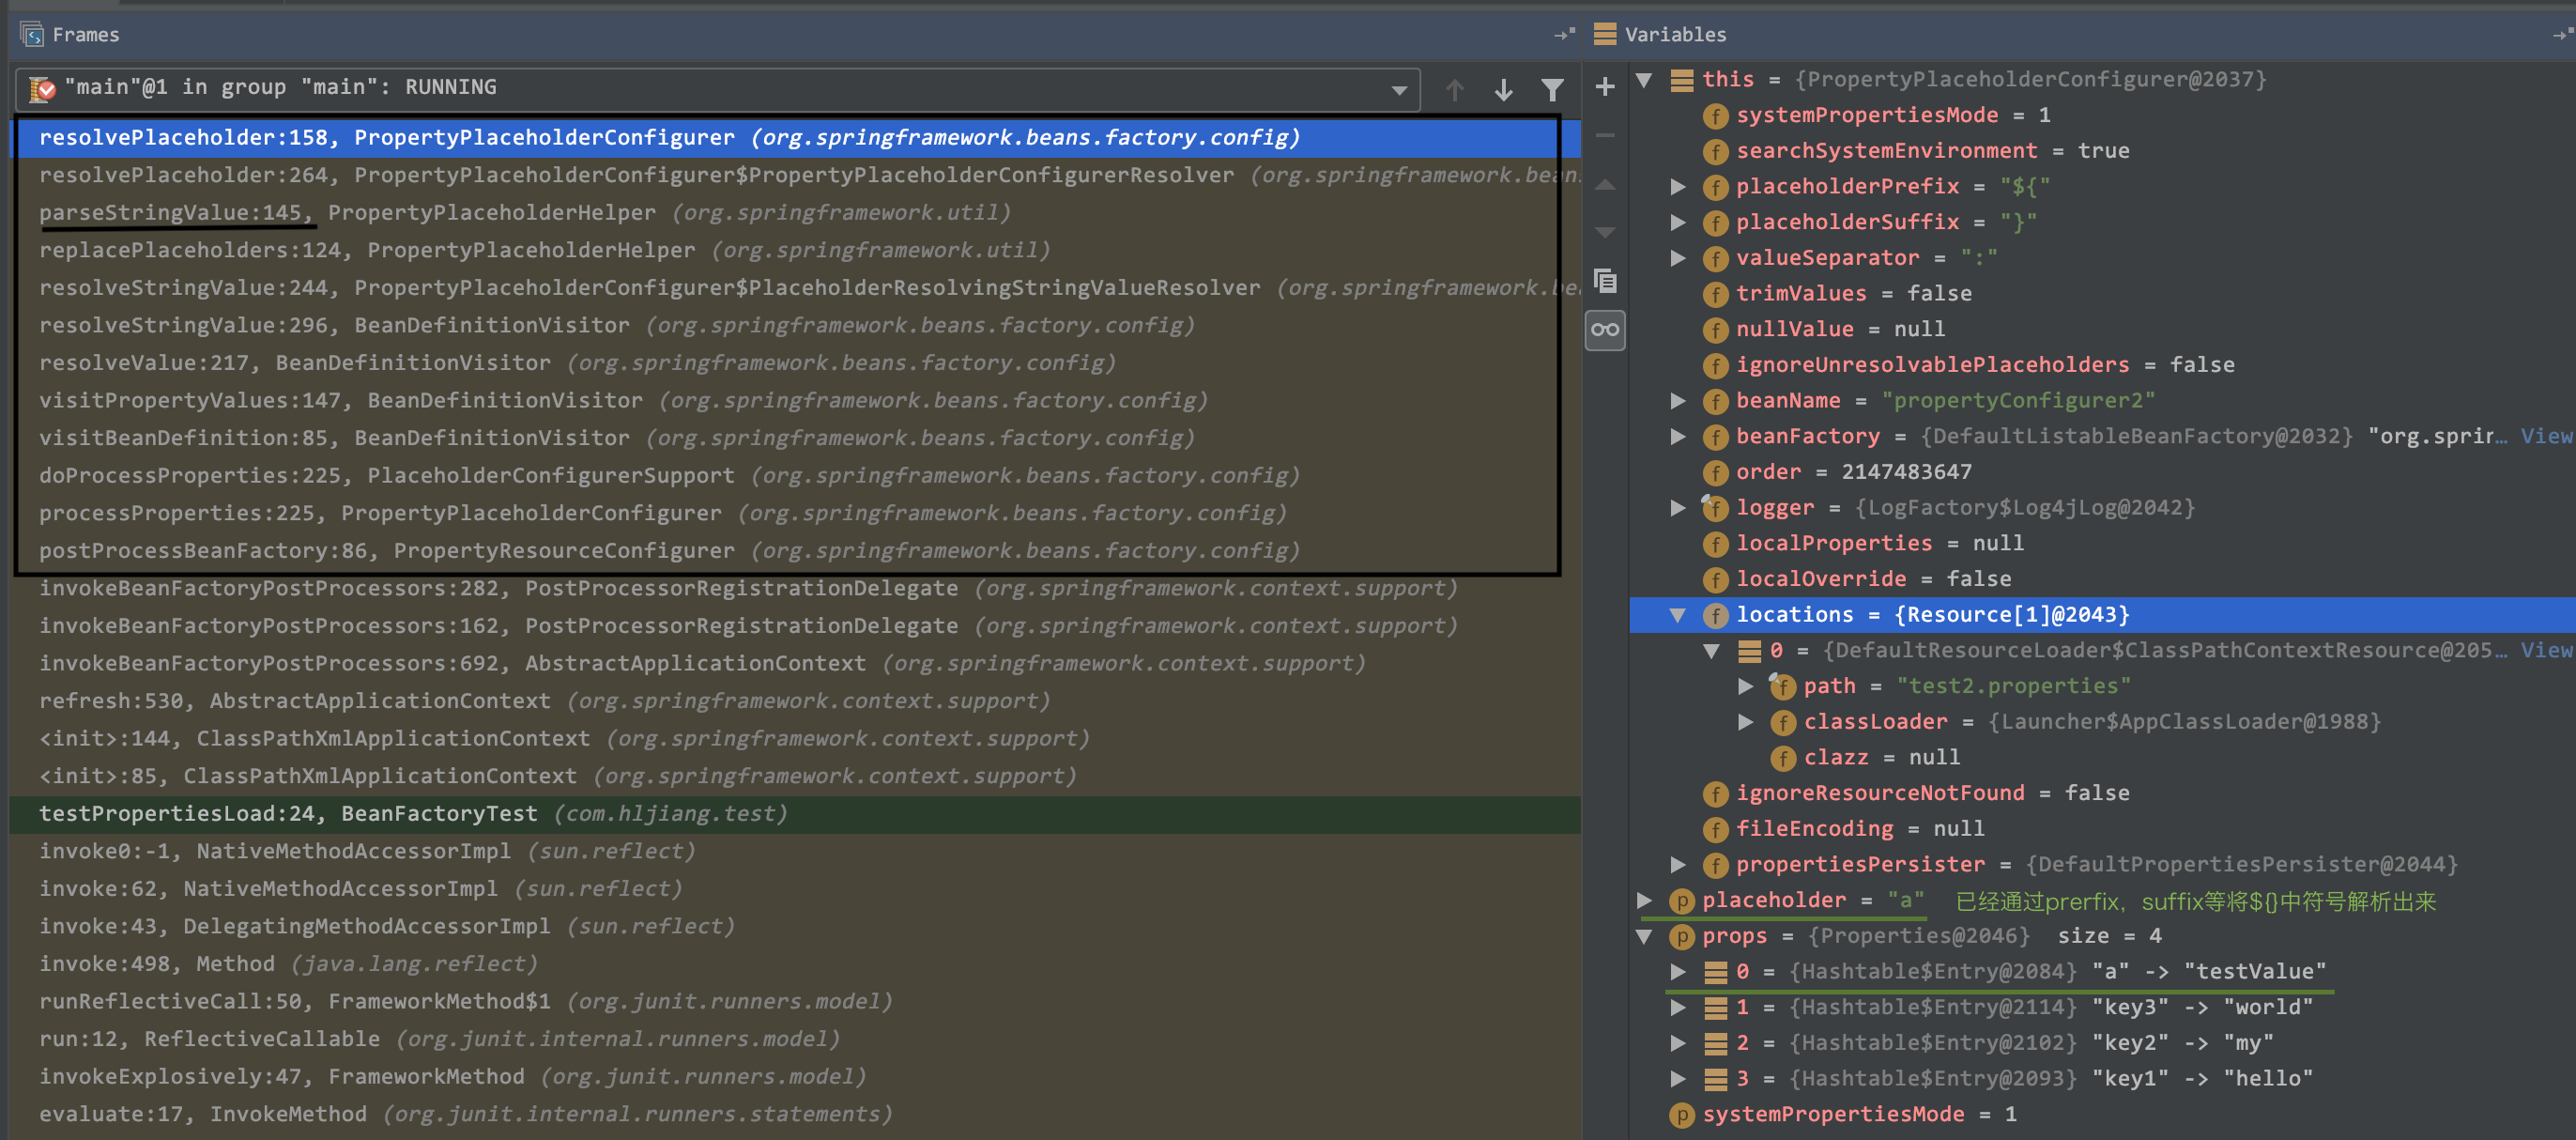 Frames
"main"@1 in group "main": RUNNING
resolvePlaceholder:158, PropertyPlaceholderConfigurer (org.springframework.beans.factory.config)
resolvePlaceholder:264, PropertyPlaceholderConfigurer$PropertyPlaceholderConfigurerResolver (org.springframework.bean
parseStringValue:145, PropertyPlaceholderHelper (org.springframework.util)
replacePlaceholders:124, PropertyPlaceholderHelper (org.springframework.util)
resolveStringValue:244, PropertyPlaceholderConfigurer$PlaceholderResolvingStringValueResolver (org.springframework.be
resolveStringValue:296, BeanDefinitionVisitor (org.springframework.beans.factory.config)
resolveValue:217, BeanDefinitionVisitor (org.springframework.beans.factory.config)
visitPropertyValues:147, BeanDefinitionVisitor (org.springframework.beans.factory.config)
visitBeanDefinition:85, BeanDefinitionVisitor (org.springframework.beans.factory.config)
doProcessProperties:225, PlaceholderConfigurerSupport (org.springframework.beans.factory.config)
processProperties:225, PropertyPlaceholderConfigurer (org.springframework.beans.factory.config)
postProcessBeanFactory:86, PropertyResourceConfigurer (org.springframework.beans.factory.config)
invokeBeanFactoryPostProcessors:282, PostProcessorRegistrationDelegate (org.springframework.context.support)
invokeBeanFactoryPostProcessors:162, PostProcessorRegistrationDelegate (org.springframework.context.support)
invokeBeanFactoryPostProcessors:692, AbstractApplicationContext (org.springframework.context.support)
refresh:530, AbstractApplicationContext (org.springframework.context.support)
<init>:144, ClassPathXmlApplicationContext (org.springframework.context.support)
<init>:85, ClassPathXmlApplicationContext (org.springframework.context.support)
testPropertiesLoad:24, BeanFactoryTest (com.hljiang.test)
invoke0:-1, NativeMethodAccessorImpl (sun.reflect)
invoke:62, NativeMethodAccessorImpl (sun.reflect)
invoke:43, DelegatingMethodAccessorImpl (sun.reflect)
invoke:498, Method (java.lang.reflect)
runReflectiveCall:50, FrameworkMethod$1 (org.junit.runners.model)
run:12, ReflectiveCallable (org.junit.internal.runners.model)
invokeExplosively:47, FrameworkMethod (org.junit.runners.model)
evaluate:17, InvokeMethod (org.junit.internal.runners.statements)
Variables
this = {PropertyPlaceholderConfigurer@2037}
systemPropertiesMode = 1
searchSystemEnvironment = true
placeholderPrefix = "${"
placeholderSuffix = "}"
valueSeparator = ":"
trimValues = false
nullValue = null
ignoreUnresolvablePlaceholders = false
beanName = "propertyConfigurer2"
beanFactory = {DefaultListableBeanFactory@2032} "org.sprir… View
order = 2147483647
logger = {LogFactory$Log4jLog@2042}
localProperties = null
localOverride = false
locations = {Resource[1]@2043}
0 = {DefaultResourceLoader$ClassPathContextResource@205… View
path = "test2.properties"
classLoader = {Launcher$AppClassLoader@1988}
clazz = null
ignoreResourceNotFound = false
fileEncoding = null
propertiesPersister = {DefaultPropertiesPersister@2044}
placeholder = "a" 已经通过prerfix，suffix等将${}中符号解析出来
props = {Properties@2046} size = 4
0 = {Hashtable$Entry@2084} "a" -> "testValue"
1 = {Hashtable$Entry@2114} "key3" -> "world"
2 = {Hashtable$Entry@2102} "key2" -> "my"
3 = {Hashtable$Entry@2093} "key1" -> "hello"
systemPropertiesMode = 1